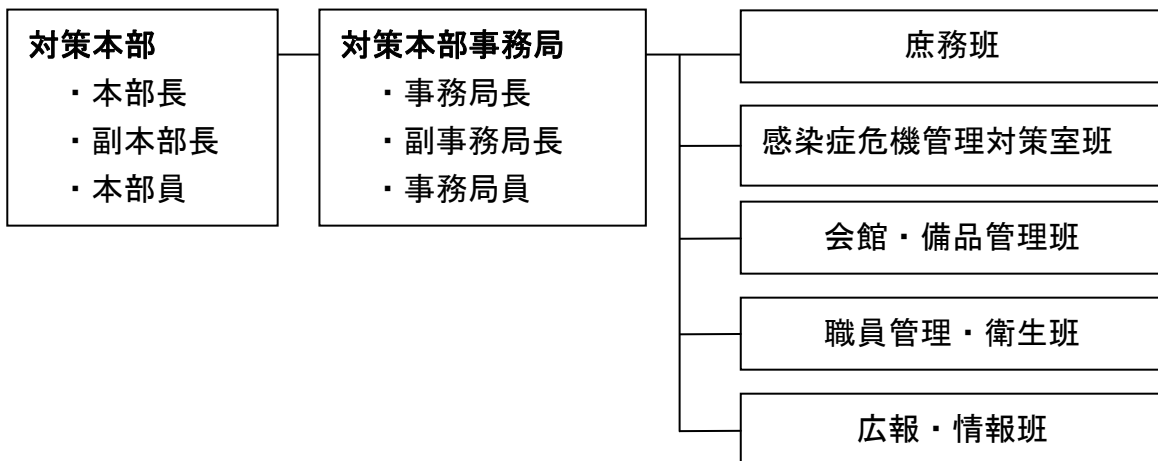 対策本部
・本部長
・副本部長
・本部員
対策本部事務局
・事務局長
・副事務局長
・事務局員
庶務班
感染症危機管理対策室班
会館・備品管理班
職員管理・衛生班
広報・情報班